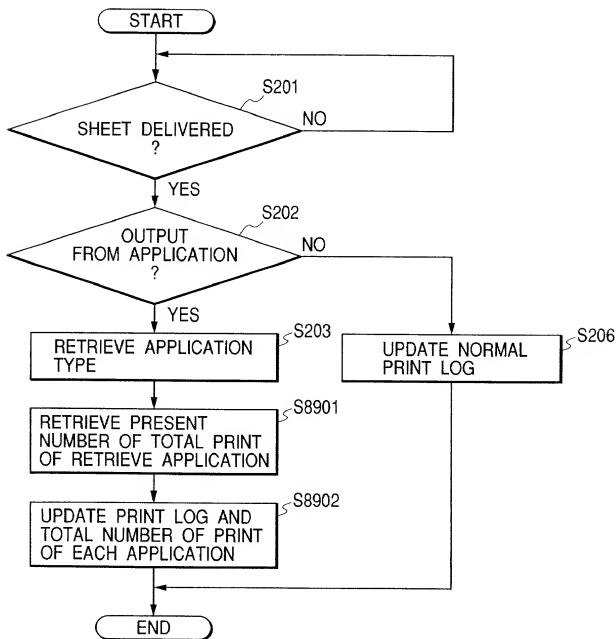 START
S201
SHEET DELIVERED
?
NO
YES
S202
OUTPUT
FROM APPLICATION
?
NO
YES
S203
RETRIEVE APPLICATION
TYPE
S206
UPDATE NORMAL
PRINT LOG
S8901
RETRIEVE PRESENT
NUMBER OF TOTAL PRINT
OF RETRIEVE APPLICATION
S8902
UPDATE PRINT LOG AND
TOTAL NUMBER OF PRINT
OF EACH APPLICATION
END